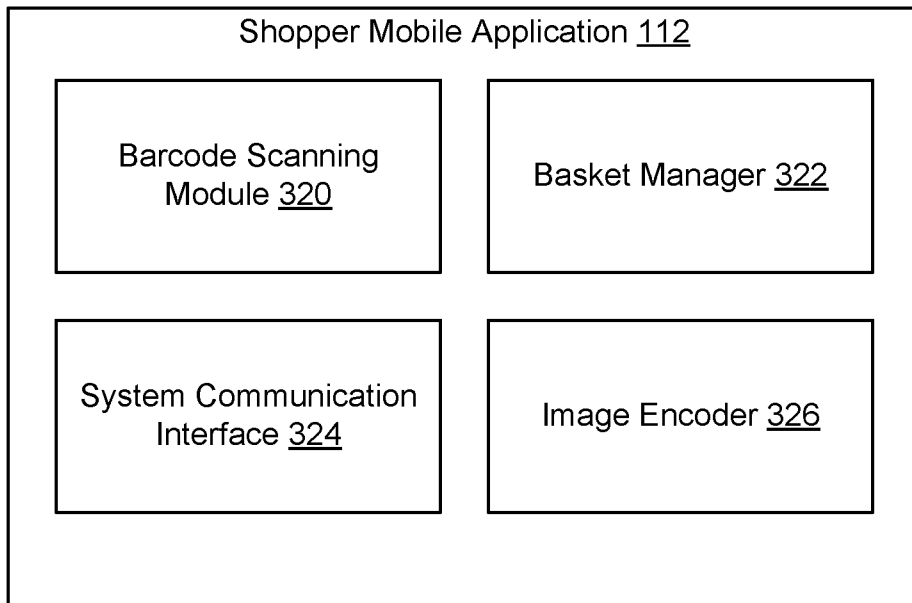 Shopper Mobile Application 112
Barcode Scanning
Module 320
Basket Manager 322
System Communication
Interface 324
Image Encoder 326